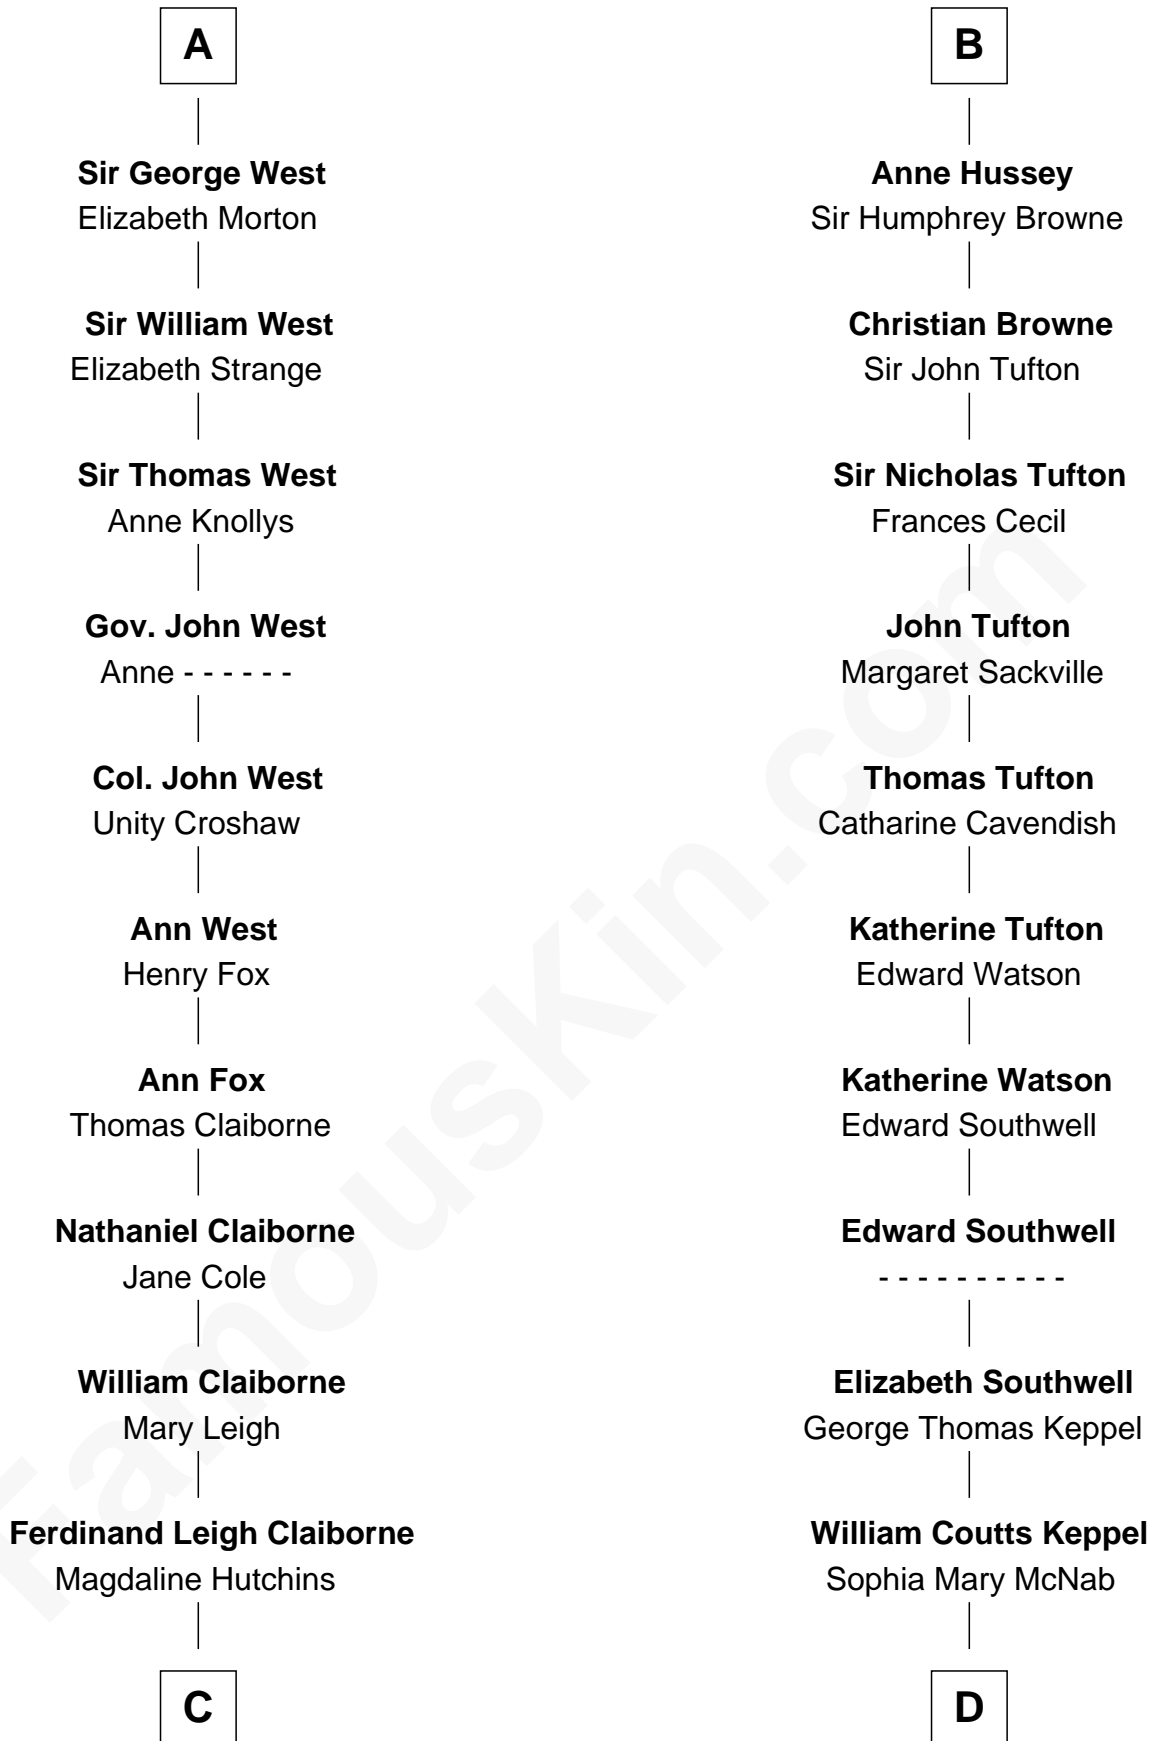 A
Sir George West
Elizabeth Morton
Sir William West
Elizabeth Strange
Sir Thomas West
Anne Knollys
Gov. John West
Anne - - - - - -
Col. John West
Unity Croshaw
Ann West
Henry Fox
Ann Fox
Thomas Claiborne
Nathaniel Claiborne
Jane Cole
William Claiborne
Mary Leigh
Ferdinand Leigh Claiborne
Magdaline Hutchins
C
B
Anne Hussey
Sir Humphrey Browne
Christian Browne
Sir John Tufton
Sir Nicholas Tufton
Frances Cecil
John Tufton
Margaret Sackville
Thomas Tufton
Catharine Cavendish
Katherine Tufton
Edward Watson
Katherine Watson
Edward Southwell
Edward Southwell
- - - - - - - - - -
Elizabeth Southwell
George Thomas Keppel
William Coutts Keppel
Sophia Mary McNab
D
FamousKin.com